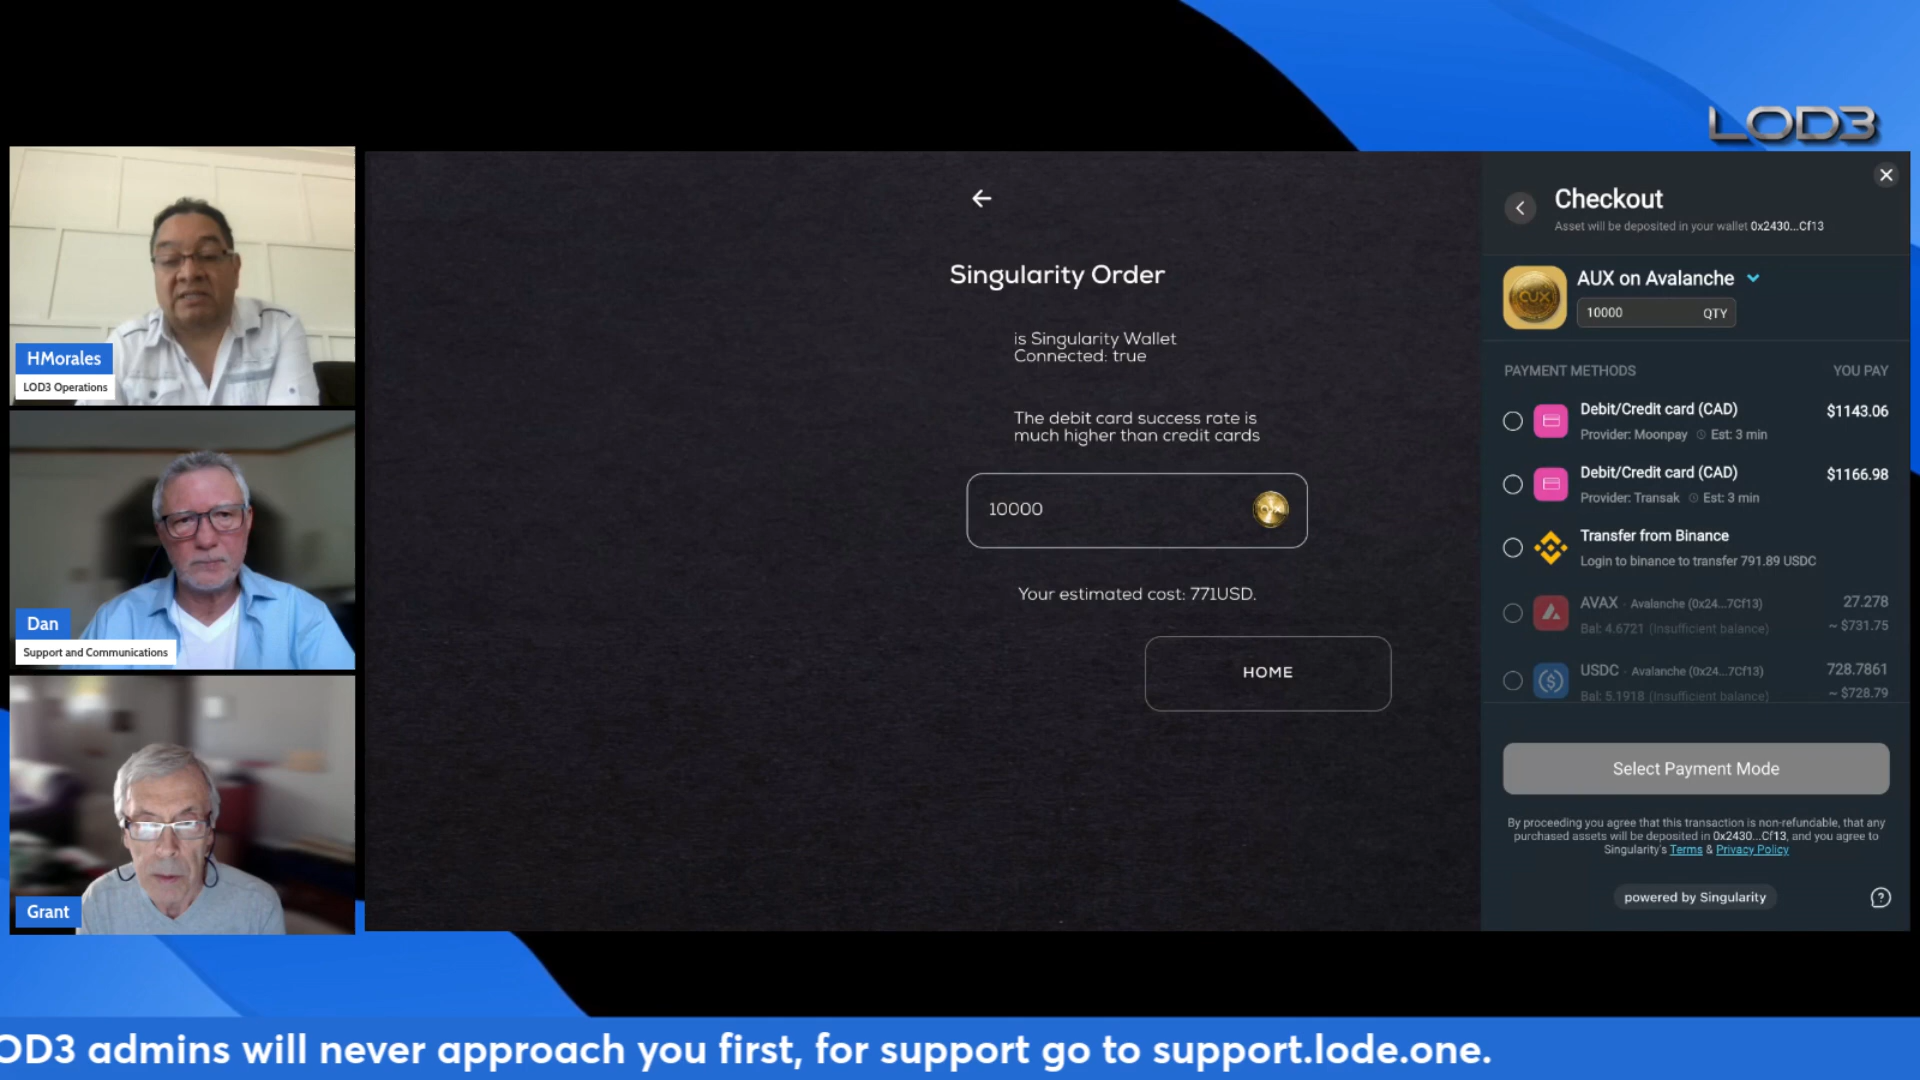 LOD3
HMorales
LOD3 Operations
Dan
Support and Communications
Grant
Singularity Order
is Singularity Wallet
Connected: true
The debit card success rate is
much higher than credit cards
10000
Your estimated cost: 771USD.
HOME
Checkout
Asset will be deposited in your wallet 0x2430...Cf13
AUX
AUX on Avalanche
10000 QTY
PAYMENT METHODS YOU PAY
Debit/Credit card (CAD) $1143.06
Provider: Moonpay Est: 3 min
Debit/Credit card (CAD) $1166.98
Provider: Transak Est: 3 min
Transfer from Binance
Login to binance to transfer 791.89 USDC
AVAX · Avalanche (0x24...7Cf13) 27.278
Bal: 4.6721 (Insufficient balance) ~ $731.75
USDC · Avalanche (0x24...7Cf13) 728.7861
Bal: 5.1918 (Insufficient balance) ~ $728.79
Select Payment Mode
By proceeding you agree that this transaction is non-refundable, that any
purchased assets will be deposited in 0x2430...Cf13, and you agree to
Singularity's Terms & Privacy Policy
powered by Singularity
OD3 admins will never approach you first, for support go to support.lode.one.